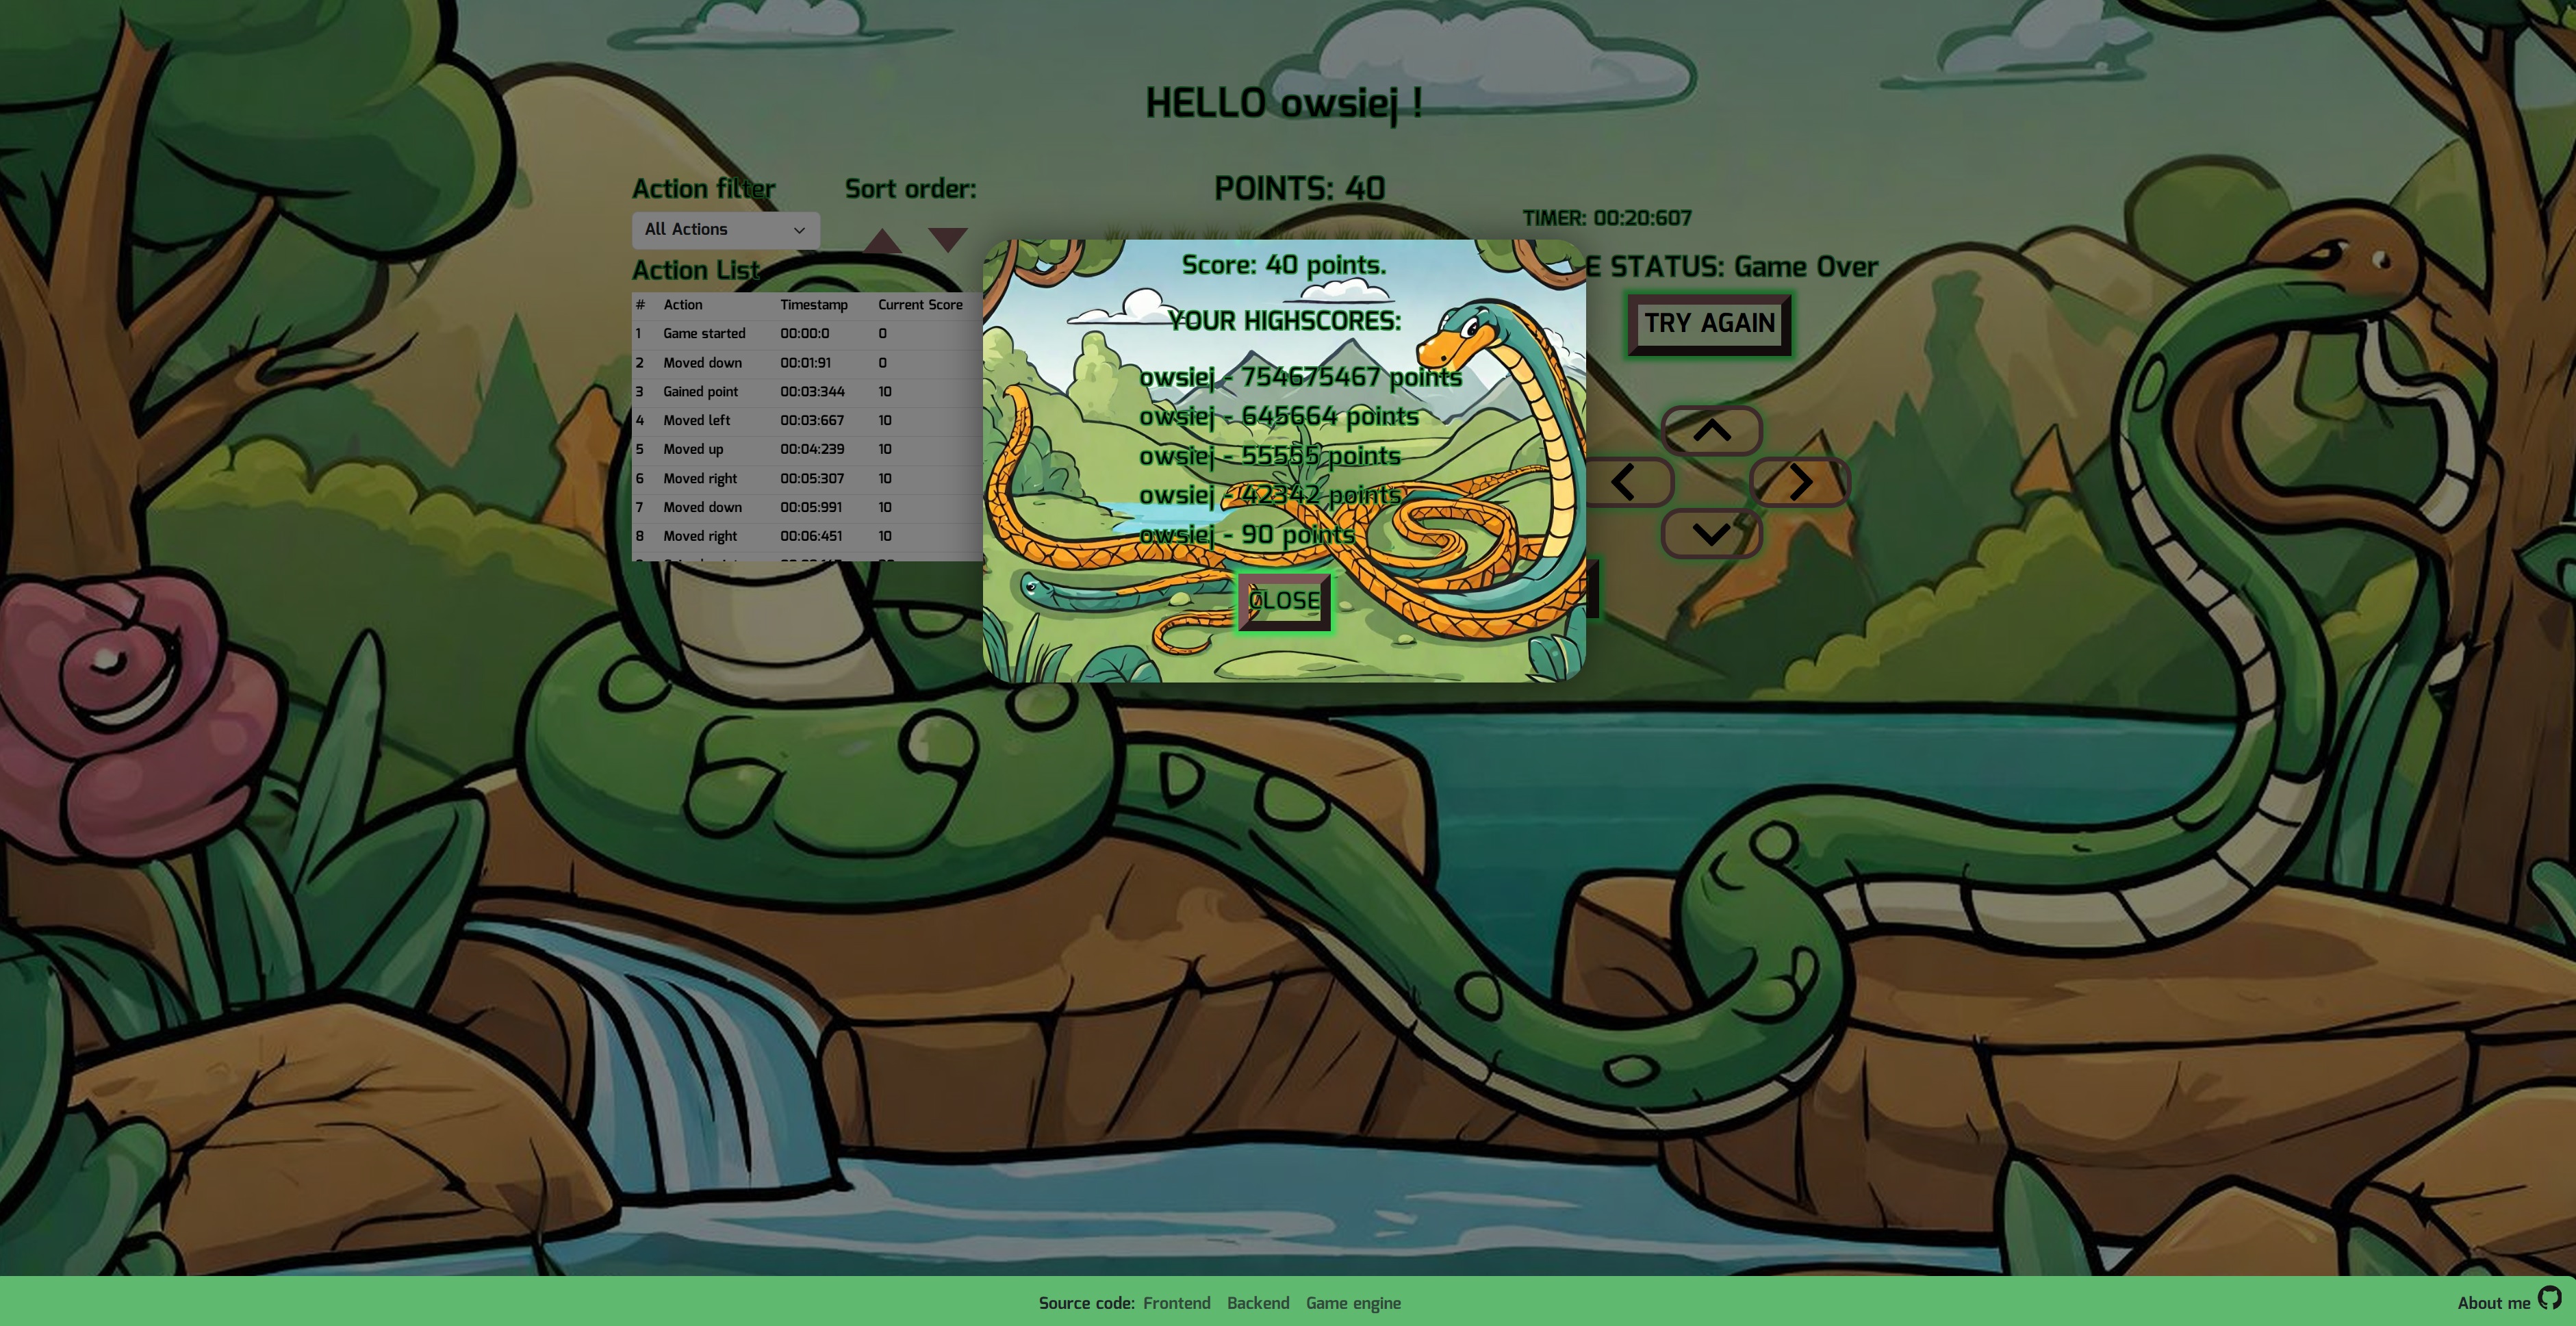 HELLO owsiej !
Action filter
Sort order:
POINTS: 40
TIMER: 00:20:607
All Actions
E STATUS: Game Over
TRY AGAIN
Action List
# Action Timestamp Current Score
1 Game started 00:00:0 0
2 Moved down 00:01:91 0
3 Gained point 00:03:344 10
4 Moved left 00:03:667 10
5 Moved up 00:04:239 10
6 Moved right 00:05:307 10
7 Moved down 00:05:991 10
8 Moved right 00:06:451 10
Score: 40 points.
YOUR HIGHSCORES:
owsiej - 754675467 points
owsiej - 645664 points
owsiej - 55555 points
owsiej - 42342 points
owsiej - 90 points
CLOSE
Source code: Frontend Backend Game engine
About me